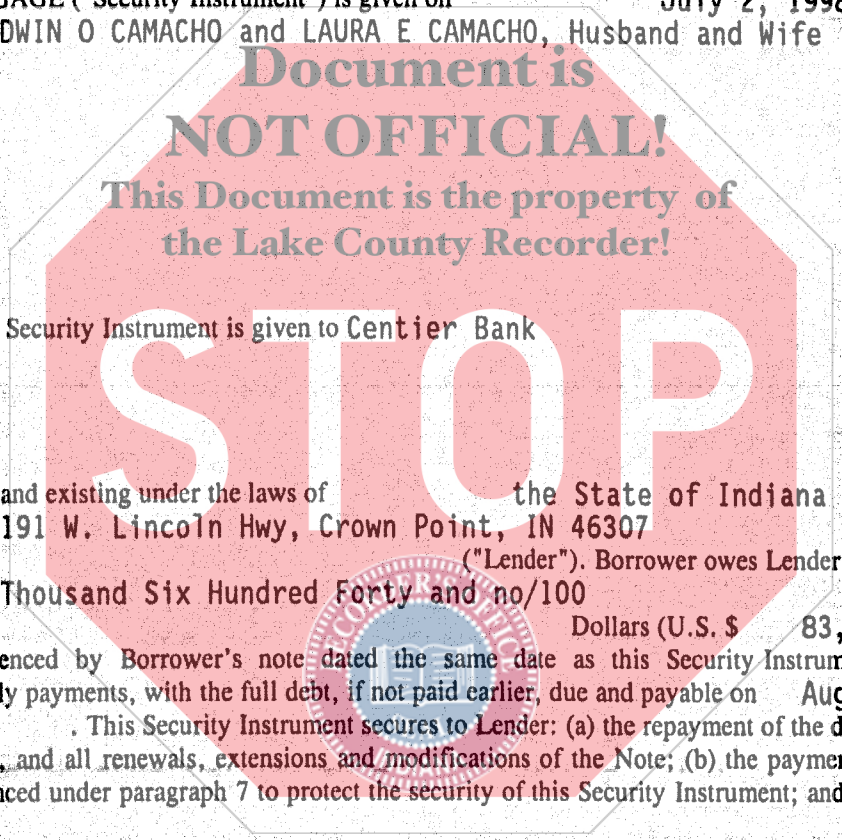 GAGE ("Security Instrument") is given on July 2, 1998
DWIN O CAMACHO and LAURA E CAMACHO, Husband and Wife
Document is
NOT OFFICIAL!
This Document is the property of
the Lake County Recorder!
Security Instrument is given to Centier Bank
STOP
and existing under the laws of the State of Indiana
191 W. Lincoln Hwy, Crown Point, IN 46307
("Lender"). Borrower owes Lender
Thousand Six Hundred Forty and no/100
Dollars (U.S. $ 83,
enced by Borrower's note dated the same date as this Security Instrum
ly payments, with the full debt, if not paid earlier, due and payable on Aug
. This Security Instrument secures to Lender: (a) the repayment of the d
, and all renewals, extensions and modifications of the Note; (b) the paymen
nced under paragraph 7 to protect the security of this Security Instrument; and
RECORDER'S OFFICE
INDIANA